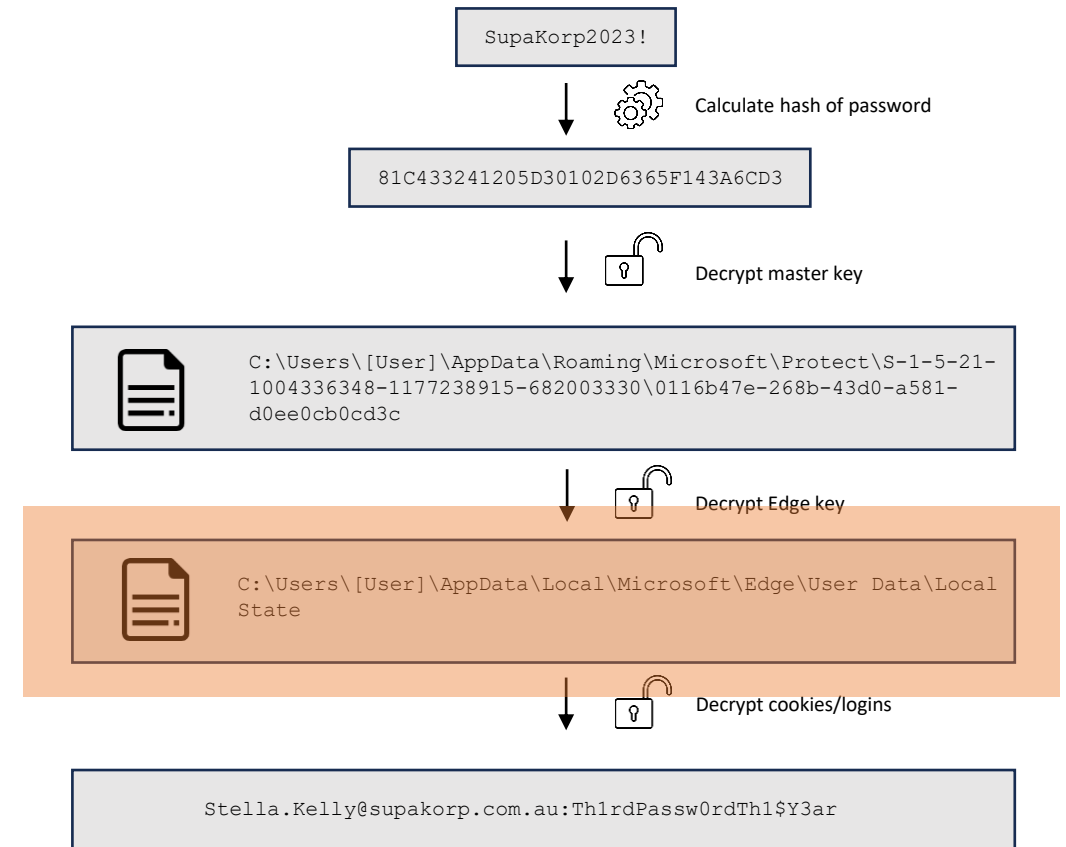 SupaKorp2023!
Calculate hash of password
81C433241205D30102D6365F143A6CD3
Decrypt master key
C:\Users\[User]\AppData\Roaming\Microsoft\Protect\S-1-5-21-
1004336348-1177238915-682003330\0116b47e-268b-43d0-a581-
d0ee0cb0cd3c
Decrypt Edge key
C:\Users\[User]\AppData\Local\Microsoft\Edge\User Data\Local
State
Decrypt cookies/logins
Stella.Kelly@supakorp.com.au:Th1rdPassw0rdTh1$Y3ar